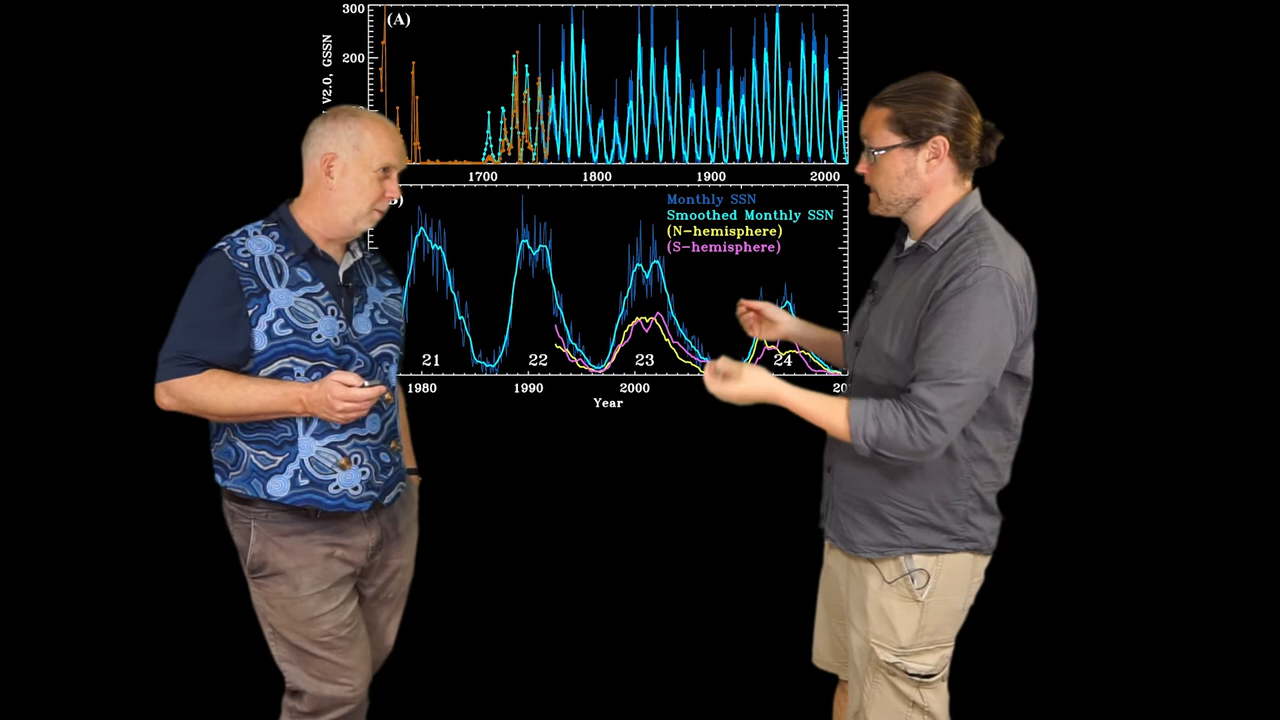 300
(A)
200
V2.0, GSSN
1700 1800 1900 2000
B)
Monthly SSN
Smoothed Monthly SSN
(N-hemisphere)
(S-hemisphere)
21 22 23 24
1980 1990 2000 20
Year